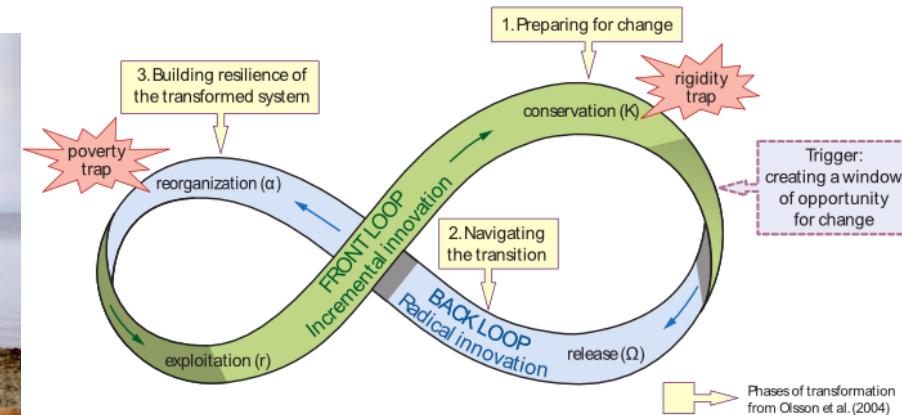 1. Preparing for change
3. Building resilience of
the transformed system
rigidity
trap
conservation (K)
poverty
trap
Trigger:
creating a window
of opportunity
for change
reorganization (α)
2. Navigating
the transition
FRONT LOOP
Incremental innovation
BACK LOOP
Radical innovation
exploitation (r)
release (Ω)
Phases of transformation
from Olsson et al. (2004)